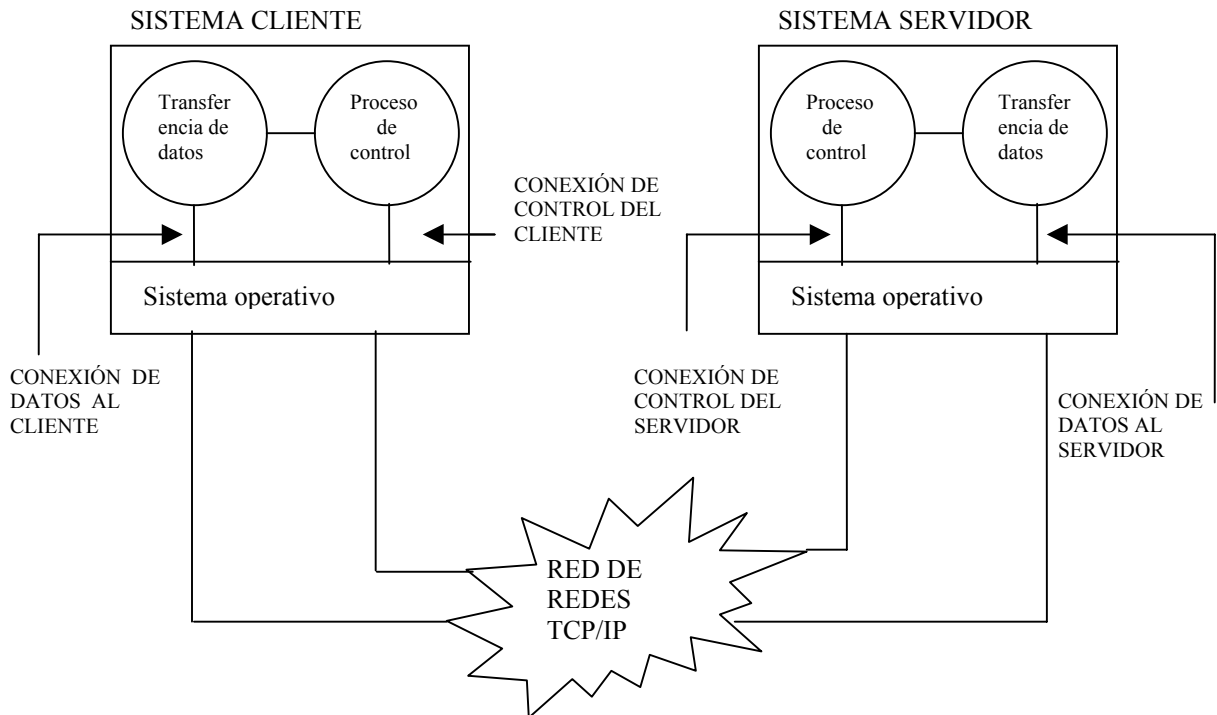 SISTEMA CLIENTE
SISTEMA SERVIDOR
Transfer
encia de
datos
Proceso
de
control
Proceso
de
control
Transfer
encia de
datos
CONEXIÓN DE
CONTROL DEL
CLIENTE
Sistema operativo
Sistema operativo
CONEXIÓN DE
DATOS AL
CLIENTE
CONEXIÓN DE
CONTROL DEL
SERVIDOR
CONEXIÓN DE
DATOS AL
SERVIDOR
RED DE
REDES
TCP/IP